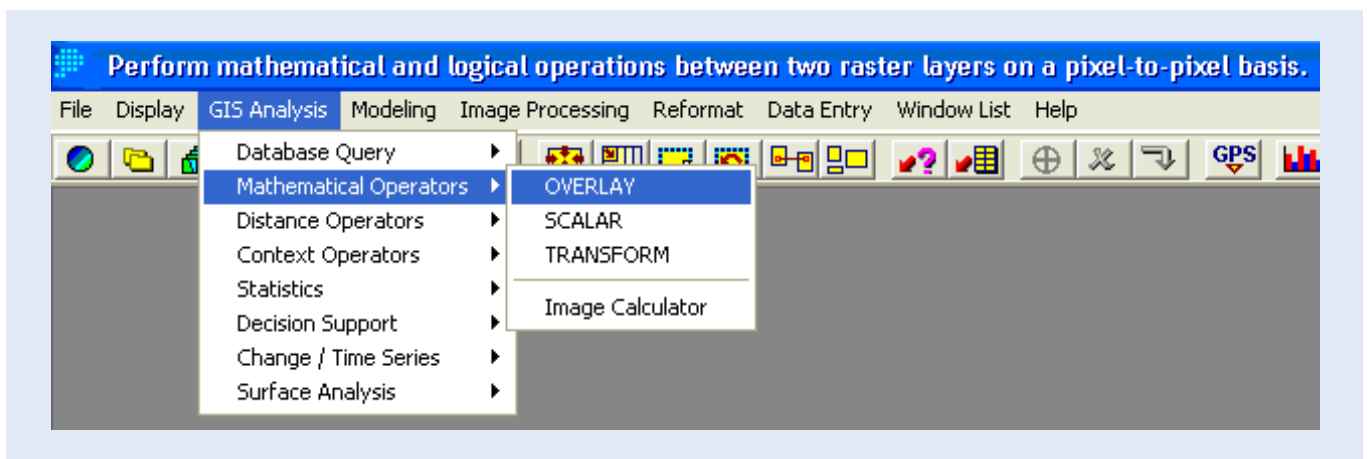 Perform mathematical and logical operations between two raster layers on a pixel-to-pixel basis.
File Display GIS Analysis Modeling Image Processing Reformat Data Entry Window List Help
GPS
Database Query
Mathematical Operators
Distance Operators
Context Operators
Statistics
Decision Support
Change / Time Series
Surface Analysis
OVERLAY
SCALAR
TRANSFORM
Image Calculator